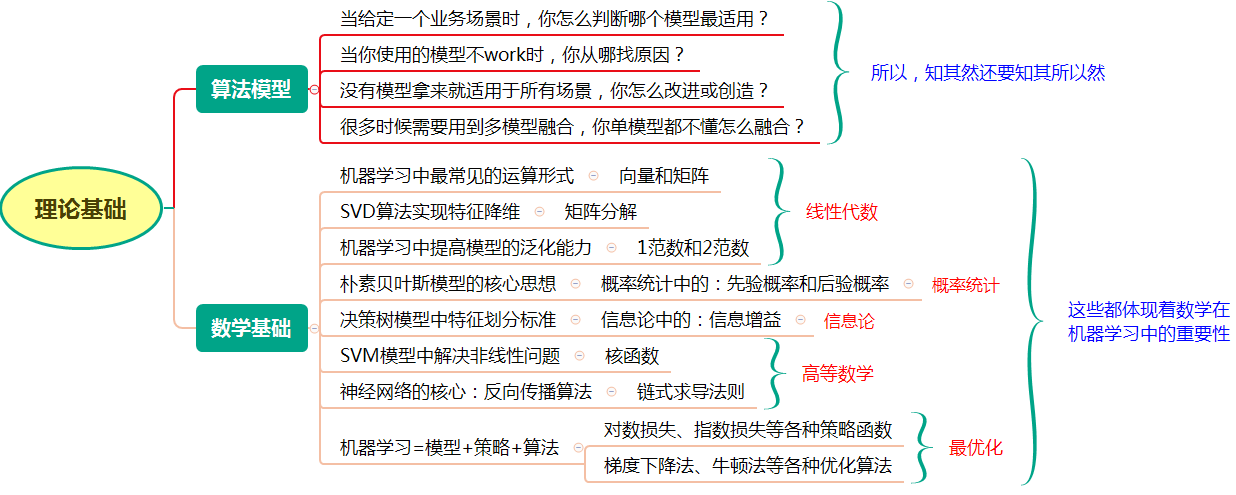 理论基础
算法模型
当给定一个业务场景时，你怎么判断哪个模型最适用？
当你使用的模型不work时，你从哪找原因？
没有模型拿来就适用于所有场景，你怎么改进或创造？
很多时候需要用到多模型融合，你单模型都不懂怎么融合？
所以，知其然还要知其所以然
数学基础
机器学习中最常见的运算形式 向量和矩阵
SVD算法实现特征降维 矩阵分解
机器学习中提高模型的泛化能力 1范数和2范数
线性代数
朴素贝叶斯模型的核心思想 概率统计中的：先验概率和后验概率 概率统计
决策树模型中特征划分标准 信息论中的：信息增益 信息论
SVM模型中解决非线性问题 核函数
神经网络的核心：反向传播算法 链式求导法则
高等数学
机器学习=模型+策略+算法
对数损失、指数损失等各种策略函数
梯度下降法、牛顿法等各种优化算法
最优化
这些都体现着数学在
机器学习中的重要性